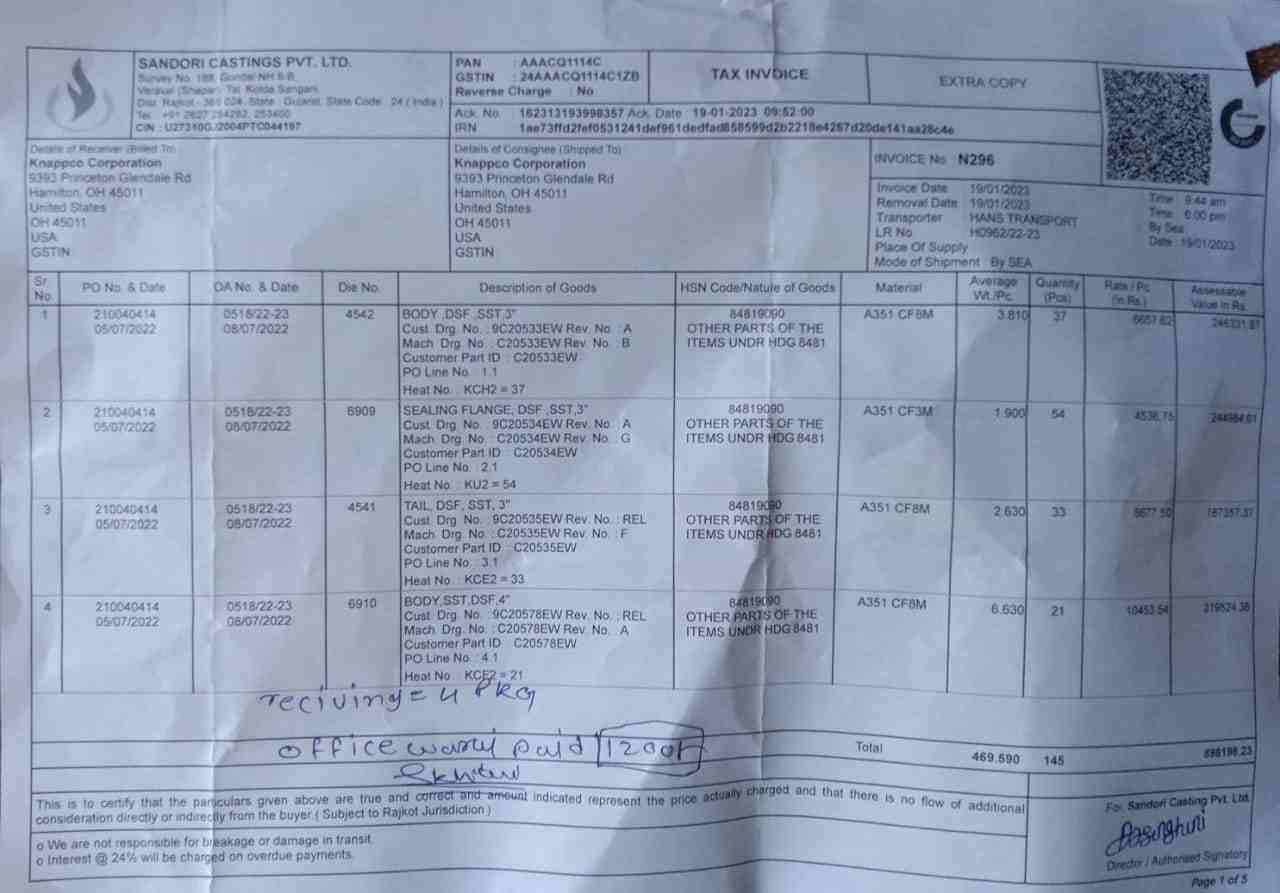 SANDORI CASTINGS PVT. LTD.
Survey No. 188, Gondal NH 8-B,
Veraval (Shapar) Tal. Kotda Sangani
Dist. Rajkot - 360 024. State : Gujarat, State Code : 24 ( India )
Tel. +91 2827
CIN : U27310GJ2004PTC044197
PAN : AAACQ1114C
GSTIN : 24AAACQ1114C1ZB
Reverse Charge : No
TAX INVOICE
EXTRA COPY
Ack. No. : 162313193998357 Ack. Date : 19-01-2023 09:52:00
IRN
Details of Receiver (Billed To)
Knappco Corporation
9393 Princeton Glendale Rd
Hamilton, OH 45011
United States
OH 45011
USA
GSTIN :
Details of Consignee (Shipped To)
Knappco Corporation
9393 Princeton Glendale Rd
Hamilton, OH 45011
United States
OH 45011
USA
GSTIN :
INVOICE No N296
Invoice Date 19/01/2023 Time : 9:44 am
Removal Date 19/01/2023 Time : 6:00 pm
Transporter HANS TRANSPORT By Sea
LR No H0962/22-23 Date : 19/01/2023
Place Of Supply
Mode of Shipment : By SEA
Sr. No. PO No. & Date OA No. & Date Die No. Description of Goods HSN Code/Nature of Goods Material Average Wt./Pc. Quantity (Pcs) Rate / Pc. (in Rs.) Assessable Value in Rs.
1 210040414 0518/22-23 4542 BODY ,DSF ,SST,3" 84819090 A351 CF8M 3.810 37 6657.62 246331.87
05/07/2022 08/07/2022 Cust. Drg. No. : 9C20533EW Rev. No. : A OTHER PARTS OF THE
Mach. Drg. No. : C20533EW Rev. No. : B ITEMS UNDR HDG 8481
Customer Part ID : C20533EW
PO Line No. : 1.1
Heat No. : KCH2 = 37
2 210040414 0518/22-23 6909 SEALING FLANGE, DSF ,SST,3" 84819090 A351 CF3M 1.900 54 4536.75 244984.61
05/07/2022 08/07/2022 Cust. Drg. No. : 9C20534EW Rev. No. : A OTHER PARTS OF THE
Mach. Drg. No. : C20534EW Rev. No. : G ITEMS UNDR HDG 8481
Customer Part ID : C20534EW
PO Line No. : 2.1
Heat No. : KU2 = 54
3 210040414 0518/22-23 4541 TAIL, DSF, SST, 3" 84819090 A351 CF8M 2.630 33 5677.50 187357.37
05/07/2022 08/07/2022 Cust. Drg. No. : 9C20535EW Rev. No. : REL OTHER PARTS OF THE
Mach. Drg. No. : C20535EW Rev. No. : F ITEMS UNDR HDG 8481
Customer Part ID : C20535EW
PO Line No. : 3.1
Heat No. : KCE2 = 33
4 210040414 0518/22-23 6910 BODY,SST,DSF,4" 84819090 A351 CF8M 6.630 21 10453.54 219524.38
05/07/2022 08/07/2022 Cust. Drg. No. : 9C20578EW Rev. No. : REL OTHER PARTS OF THE
Mach. Drg. No. : C20578EW Rev. No. : A ITEMS UNDR HDG 8481
Customer Part ID : C20578EW
PO Line No. : 4.1
Heat No. : KCE2 = 21
reciving = 4 PKG
office paid
Total 469.590 145 898198.23
This is to certify that the particulars given above are true and correct and amount indicated represent the price actually charged and that there is no flow of additional
consideration directly or indirectly from the buyer.( Subject to Rajkot Jurisdiction )
o We are not responsible for breakage or damage in transit.
o Interest @ 24% will be charged on overdue payments.
For, Sandori Casting Pvt. Ltd.
Director / Authorised Signatory
Page 1 of 5